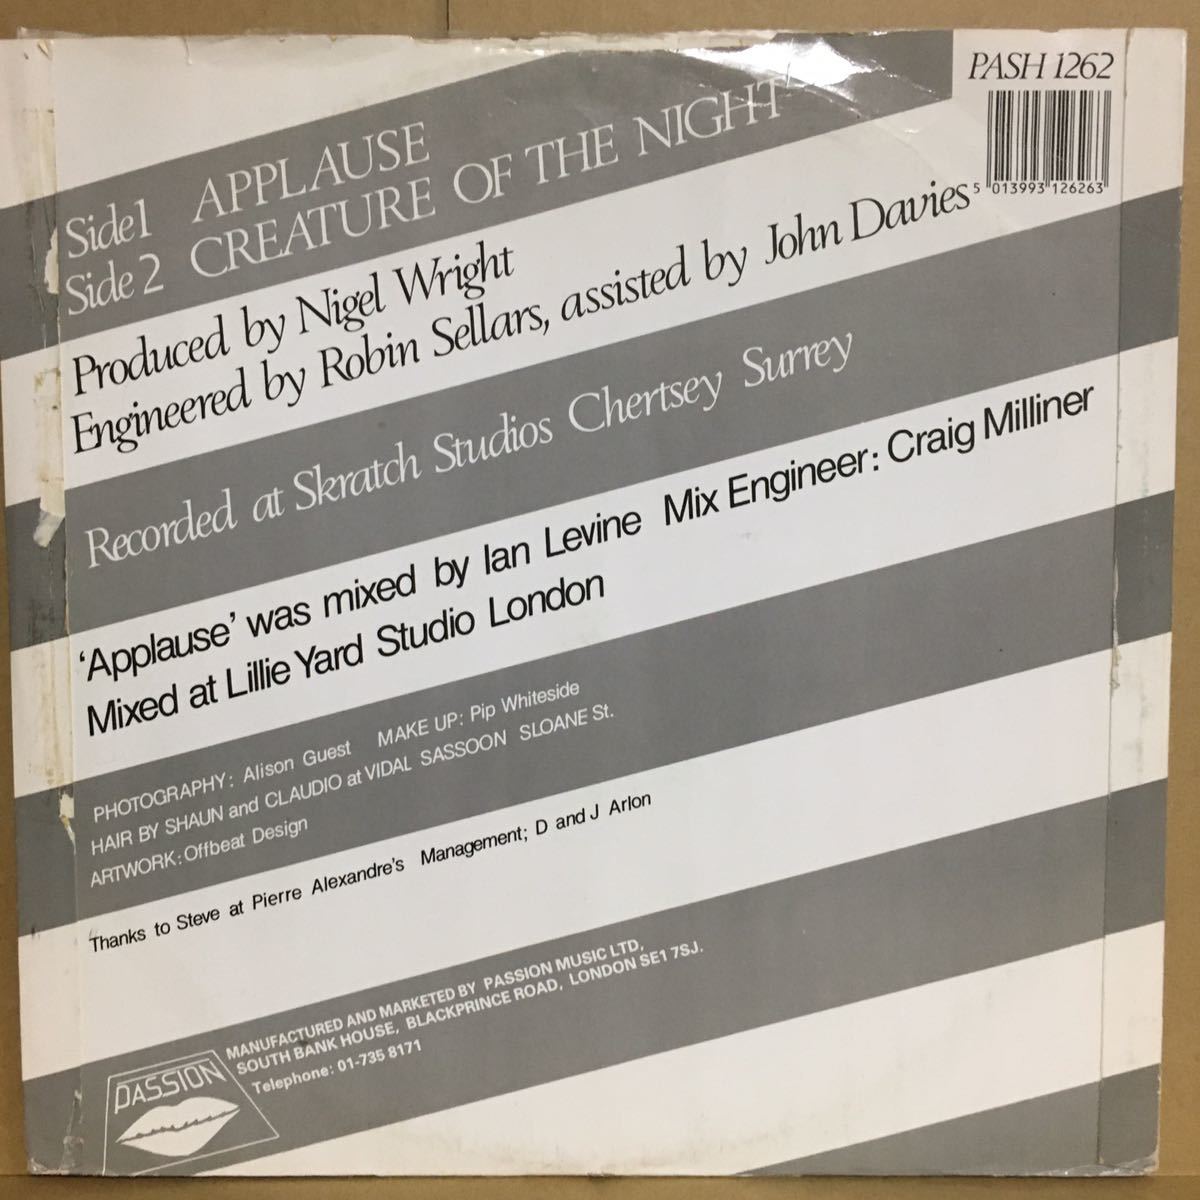 PASH 1262
5 013993 126263
Side 1 APPLAUSE
Side 2 CREATURE OF THE NIGHT
Produced by Nigel Wright
Engineered by Robin Sellars, assisted by John Davies
Recorded at Skratch Studios Chertsey Surrey
‘Applause’ was mixed by Ian Levine Mix Engineer: Craig Milliner
Mixed at Lillie Yard Studio London
PHOTOGRAPHY: Alison Guest MAKE UP: Pip Whiteside
HAIR BY SHAUN and CLAUDIO at VIDAL SASSOON SLOANE St.
ARTWORK: Offbeat Design
Thanks to Steve at Pierre Alexandre's Management; D and J Arlon
MANUFACTURED AND MARKETED BY PASSION MUSIC LTD,
SOUTH BANK HOUSE, BLACKPRINCE ROAD, LONDON SE1 7SJ.
Telephone: 01-735 8171
PASSION